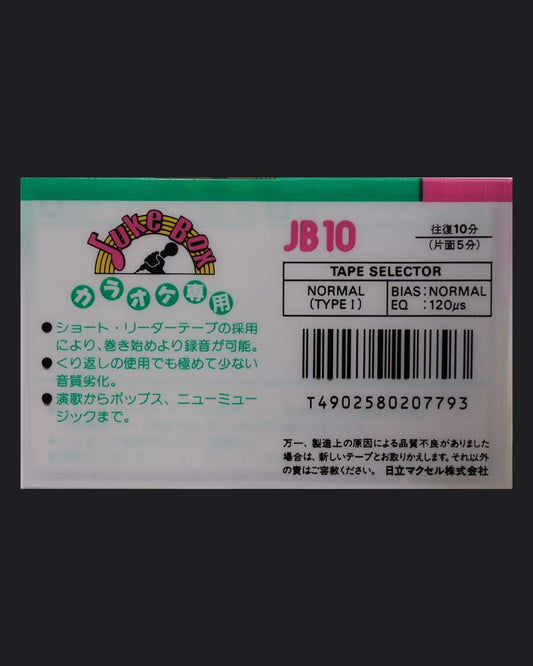 Juke Box
カラオケ専用
● ショート・リーダーテープの採用
により、巻き始めより録音が可能。
● くり返しの使用でも極めて少ない
音質劣化。
● 演歌からポップス、ニューミュー
ジックまで。
JB10
往復10分
(片面5分)
TAPE SELECTOR
NORMAL
(TYPE I)
BIAS:NORMAL
EQ :120μs
T4902580207793
万一、製造上の原因による品質不良がありました
場合は、新しいテープとお取りかえします。それ以外
の責はご容赦ください。 日立マクセル株式会社